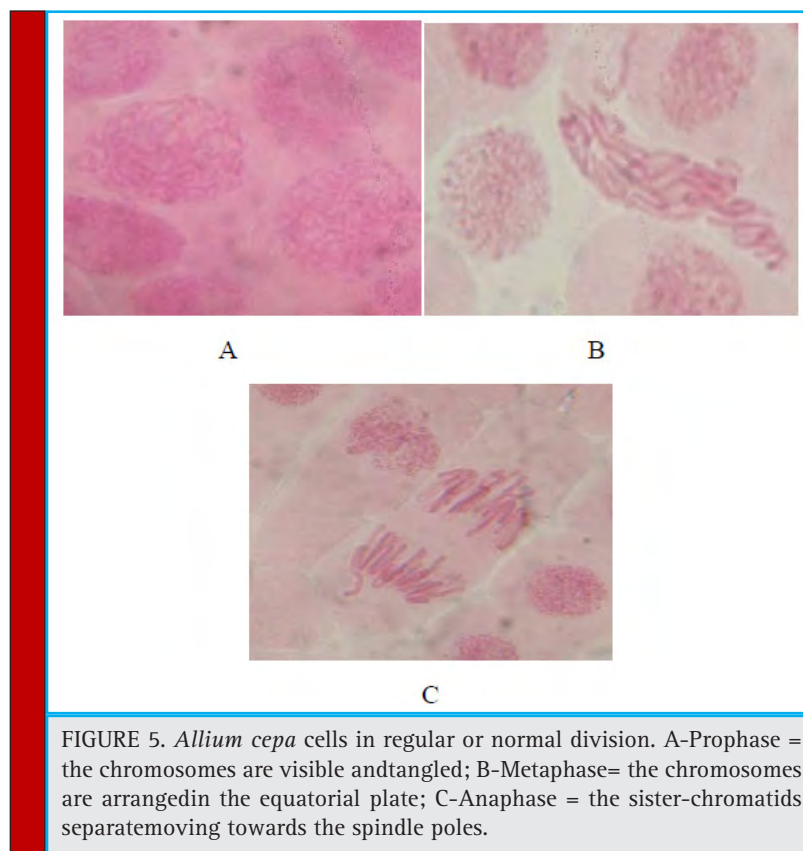 A
B
C
FIGURE 5. Allium cepa cells in regular or normal division. A-Prophase =
the chromosomes are visible andtangled; B-Metaphase= the chromosomes
are arrangedin the equatorial plate; C-Anaphase = the sister-chromatids
separatemoving towards the spindle poles.